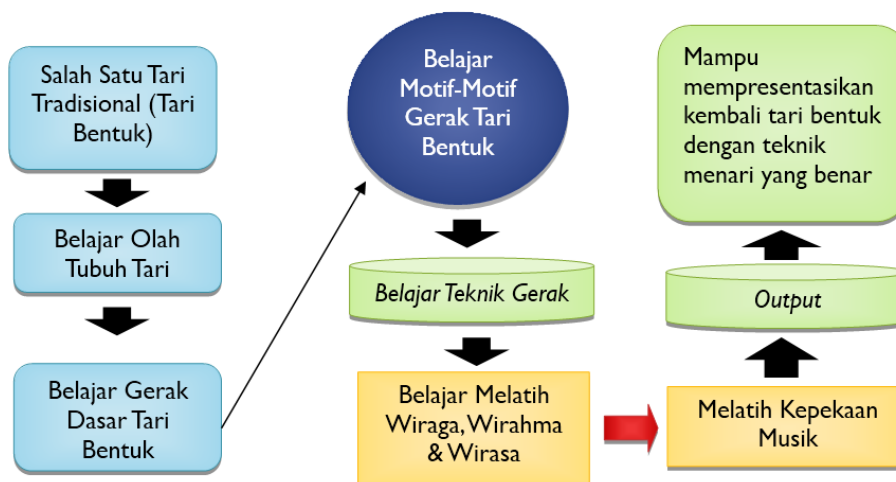 Salah Satu Tari
Tradisional (Tari
Bentuk)
Belajar Olah
Tubuh Tari
Belajar Gerak
Dasar Tari
Bentuk
Belajar
Motif-Motif
Gerak Tari
Bentuk
Belajar Teknik Gerak
Belajar Melatih
Wiraga, Wirahma
& Wirasa
Melatih Kepekaan
Musik
Output
Mampu
mempresentasikan
kembali tari bentuk
dengan teknik
menari yang benar